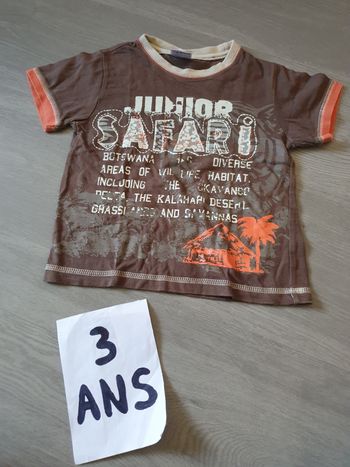 JUNIOR
SAFARI
BOTSWANA HAS DIVERSE
AREAS OF WILDLIFE HABITAT,
INCLUDING THE OKAVANGO
DELTA, THE KALAHARI DESERT,
GRASSLANDS AND SAVANNAS
3
ANS